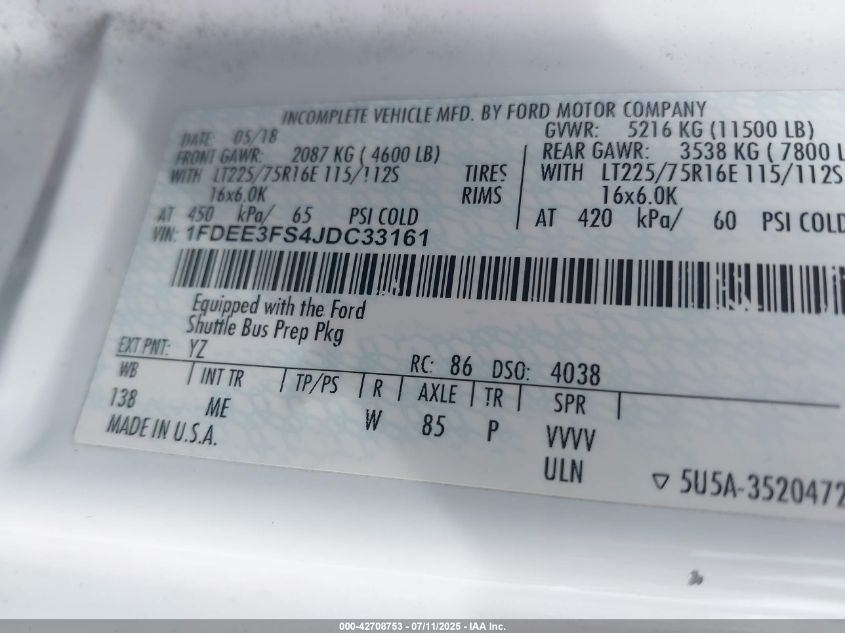 INCOMPLETE VEHICLE MFD. BY FORD MOTOR COMPANY
DATE: 05/18 GVWR: 5216 KG (11500 LB)
FRONT GAWR: 2087 KG ( 4600 LB) REAR GAWR: 3538 KG ( 7800 L
WITH LT225/75R16E 115/112S TIRES WITH LT225/75R16E 115/112S
16x6.0K RIMS 16x6.0K
AT 450 kPa/ 65 PSI COLD AT 420 kPa/ 60 PSI COLD
VIN: 1FDEE3FS4JDC33161
Equipped with the Ford
Shuttle Bus Prep Pkg
EXT PNT: YZ RC: 86 DSO: 4038
WB INT TR TP/PS R AXLE TR SPR
138 ME W 85 P VVVV
MADE IN U.S.A. ULN ▽ 5U5A-3520472
000-42708753 - 07/11/2025 - IAA Inc.